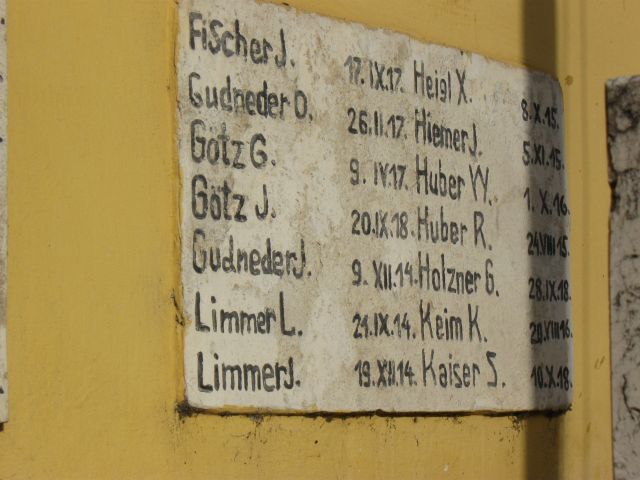 Fischer J. 17.IX.17. Heigl X. 8.X.15.
Gudneder O. 26.II.17. Hiemer J. 5.XI.15.
Götz G. 9.IV.17. Huber W. 1.X.16.
Götz J. 20.IX.18. Huber R. 24.VIII.15.
Gudneder J. 9.XII.14. Holzner G. 28.IX.18.
Limmer L. 21.IX.14. Keim K. 20.VIII.16.
Limmer J. 19.XII.14. Kaiser S. 10.X.18.